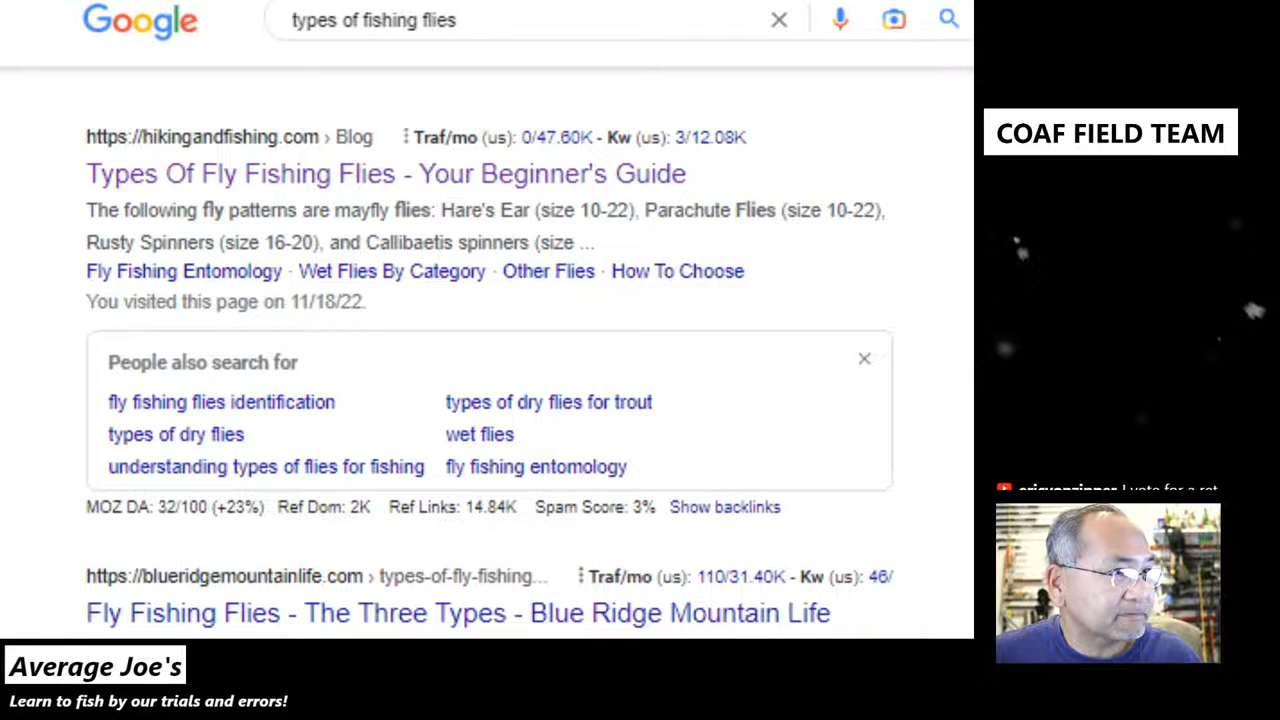 Google
types of fishing flies
https://hikingandfishing.com › Blog
Traf/mo (us): 0/47.60K - Kw (us): 3/12.08K
Types Of Fly Fishing Flies - Your Beginner's Guide
The following fly patterns are mayfly flies: Hare's Ear (size 10-22), Parachute Flies (size 10-22),
Rusty Spinners (size 16-20), and Callibaetis spinners (size ...
Fly Fishing Entomology · Wet Flies By Category · Other Flies · How To Choose
You visited this page on 11/18/22.
People also search for
fly fishing flies identification
types of dry flies for trout
types of dry flies
wet flies
understanding types of flies for fishing
fly fishing entomology
MOZ DA: 32/100 (+23%) Ref Dom: 2K Ref Links: 14.84K Spam Score: 3% Show backlinks
https://blueridgemountainlife.com › types-of-fly-fishing...
Traf/mo (us): 110/31.40K - Kw (us): 46/
Fly Fishing Flies - The Three Types - Blue Ridge Mountain Life
COAF FIELD TEAM
Average Joe's
Learn to fish by our trials and errors!